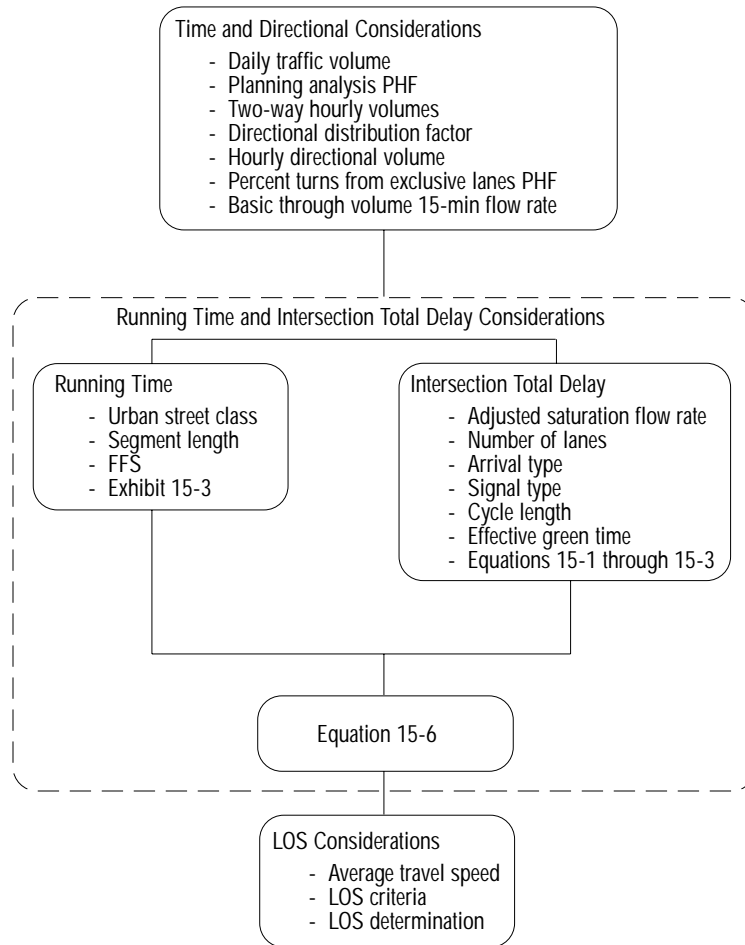 Time and Directional Considerations
- Daily traffic volume
- Planning analysis PHF
- Two-way hourly volumes
- Directional distribution factor
- Hourly directional volume
- Percent turns from exclusive lanes PHF
- Basic through volume 15-min flow rate
Running Time and Intersection Total Delay Considerations
Running Time
- Urban street class
- Segment length
- FFS
- Exhibit 15-3
Intersection Total Delay
- Adjusted saturation flow rate
- Number of lanes
- Arrival type
- Signal type
- Cycle length
- Effective green time
- Equations 15-1 through 15-3
Equation 15-6
LOS Considerations
- Average travel speed
- LOS criteria
- LOS determination